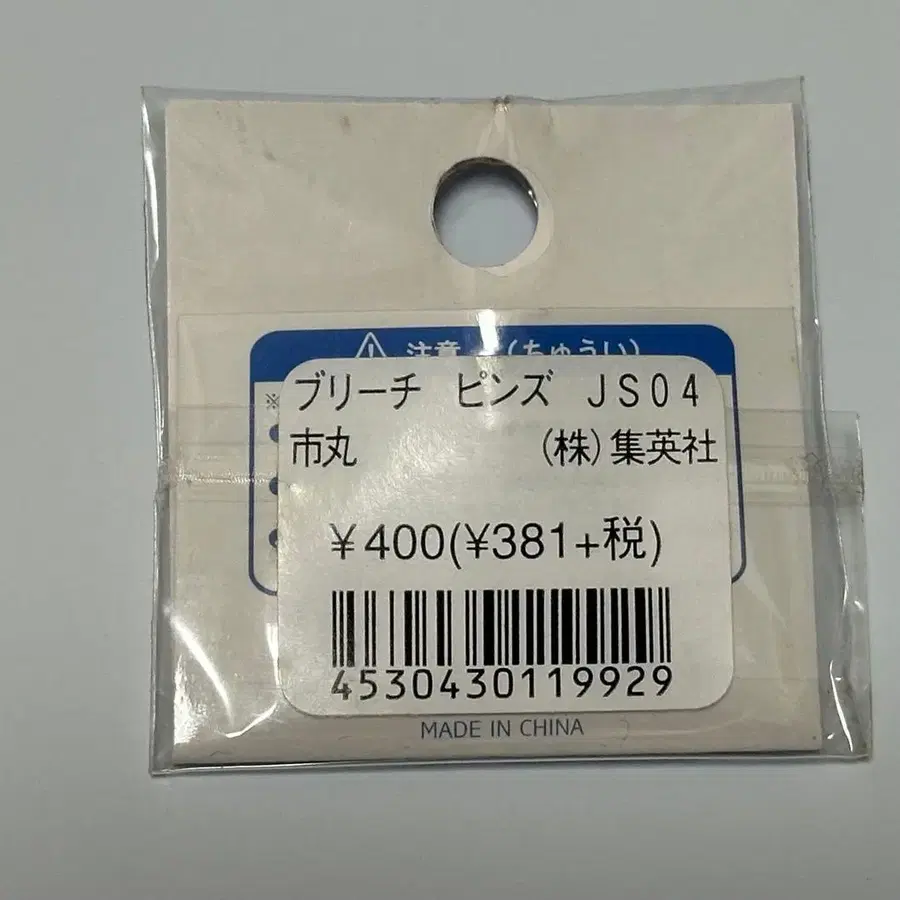 注意 (ちゅうい)
※
ブリーチ ピンズ JS04
市丸 (株)集英社
¥400(¥381+税)
4530430119929
MADE IN CHINA